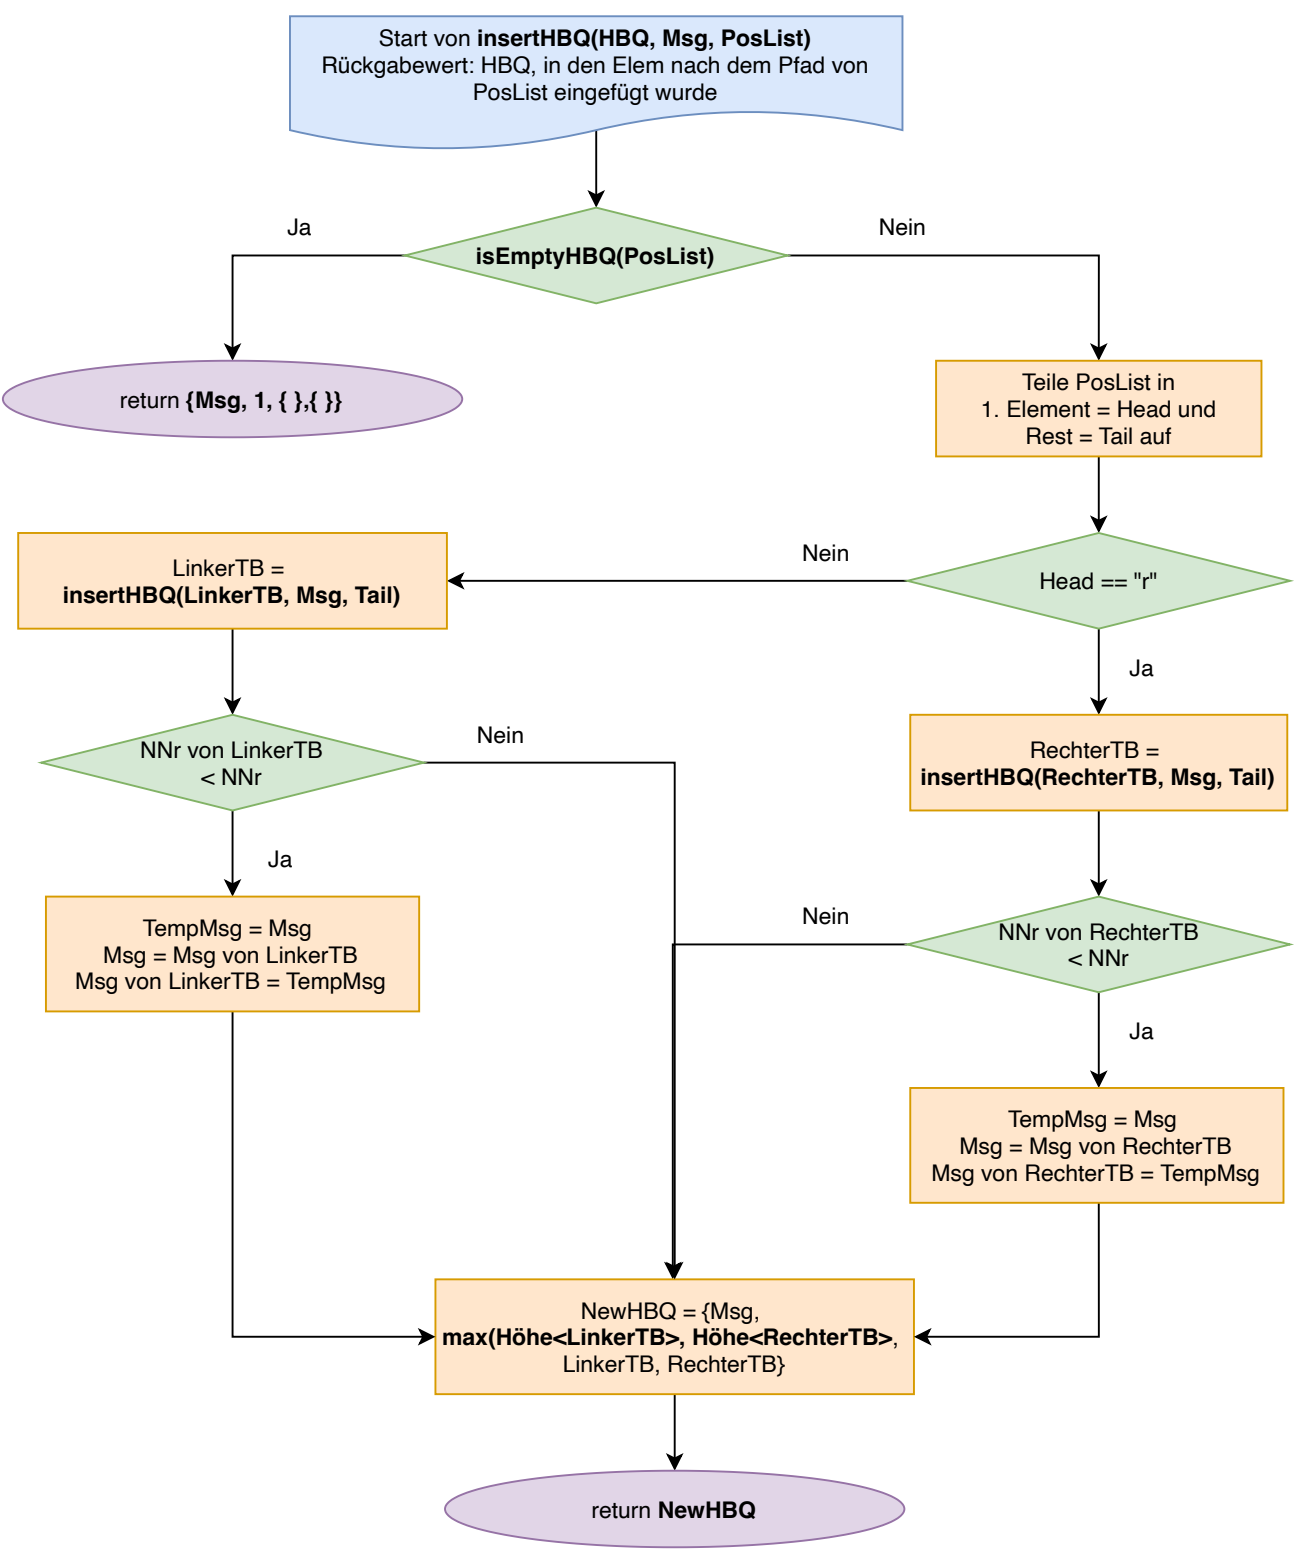 Start von insertHBQ(HBQ, Msg, PosList)
Rückgabewert: HBQ, in den Elem nach dem Pfad von
PosList eingefügt wurde
Ja
Nein
isEmptyHBQ(PosList)
return {Msg, 1, { },{ }}
Teile PosList in
1. Element = Head und
Rest = Tail auf
Nein
Head == "r"
LinkerTB =
insertHBQ(LinkerTB, Msg, Tail)
Ja
Nein
NNr von LinkerTB
< NNr
RechterTB =
insertHBQ(RechterTB, Msg, Tail)
Ja
Nein
TempMsg = Msg
Msg = Msg von LinkerTB
Msg von LinkerTB = TempMsg
NNr von RechterTB
< NNr
Ja
TempMsg = Msg
Msg = Msg von RechterTB
Msg von RechterTB = TempMsg
NewHBQ = {Msg,
max(Höhe<LinkerTB>, Höhe<RechterTB>,
LinkerTB, RechterTB}
return NewHBQ